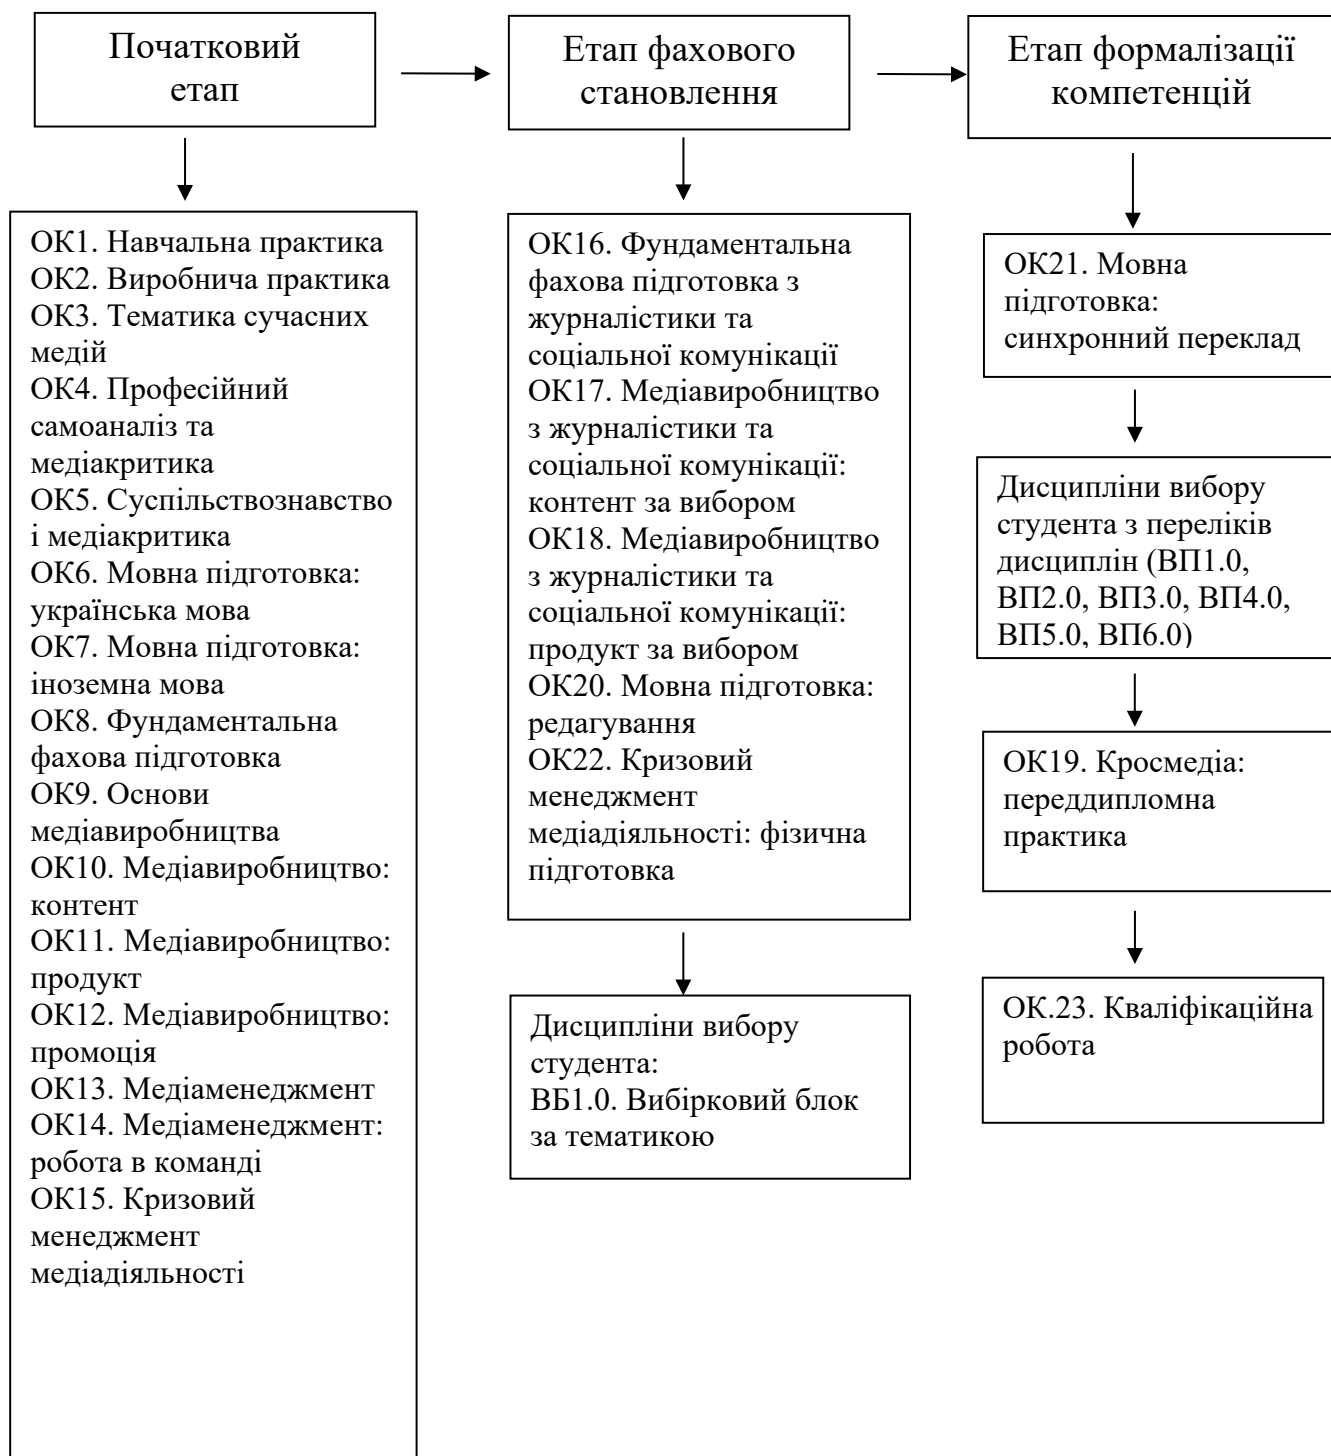 Початковий
етап
Етап фахового
становлення
Етап формалізації
компетенцій
ОК1. Навчальна практика
ОК2. Виробнича практика
ОК3. Тематика сучасних
медій
ОК4. Професійний
самоаналіз та
медіакритика
ОК5. Суспільствознавство
і медіакритика
ОК6. Мовна підготовка:
українська мова
ОК7. Мовна підготовка:
іноземна мова
ОК8. Фундаментальна
фахова підготовка
ОК9. Основи
медіавиробництва
ОК10. Медіавиробництво:
контент
ОК11. Медіавиробництво:
продукт
ОК12. Медіавиробництво:
промоція
ОК13. Медіаменеджмент
ОК14. Медіаменеджмент:
робота в команді
ОК15. Кризовий
менеджмент
медіадіяльності
ОК16. Фундаментальна
фахова підготовка з
журналістики та
соціальної комунікації
ОК17. Медіавиробництво
з журналістики та
соціальної комунікації:
контент за вибором
ОК18. Медіавиробництво
з журналістики та
соціальної комунікації:
продукт за вибором
ОК20. Мовна підготовка:
редагування
ОК22. Кризовий
менеджмент
медіадіяльності: фізична
підготовка
Дисципліни вибору
студента:
ВБ1.0. Вибірковий блок
за тематикою
ОК21. Мовна
підготовка:
синхронний переклад
Дисципліни вибору
студента з переліків
дисциплін (ВП1.0,
ВП2.0, ВП3.0, ВП4.0,
ВП5.0, ВП6.0)
ОК19. Кросмедіа:
переддипломна
практика
ОК.23. Кваліфікаційна
робота